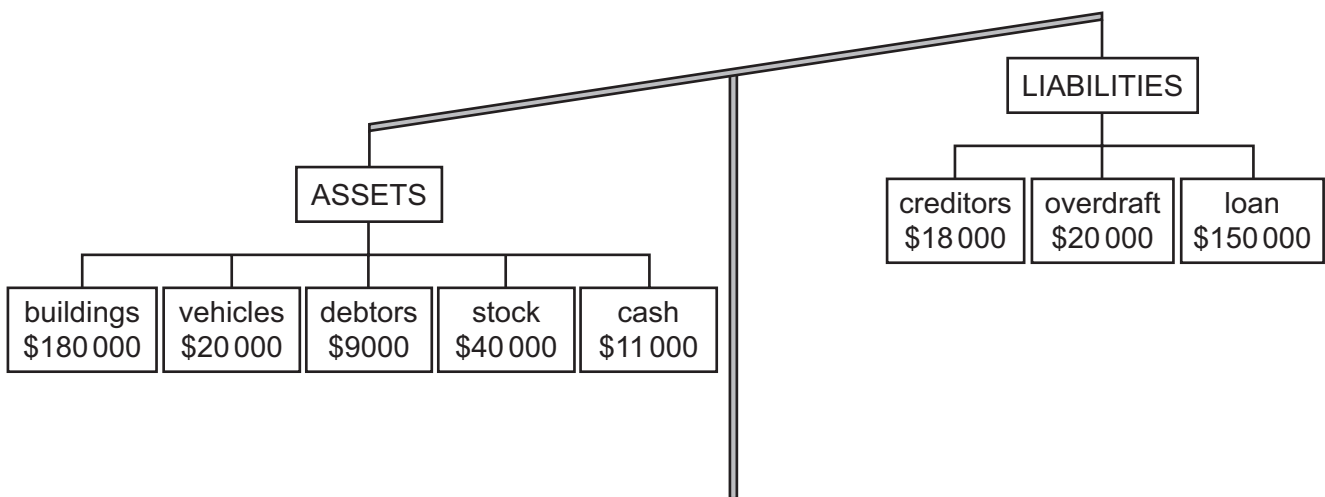 LIABILITIES
ASSETS
creditors
$18 000
overdraft
$20 000
loan
$150 000
buildings
$180 000
vehicles
$20 000
debtors
$9000
stock
$40 000
cash
$11 000